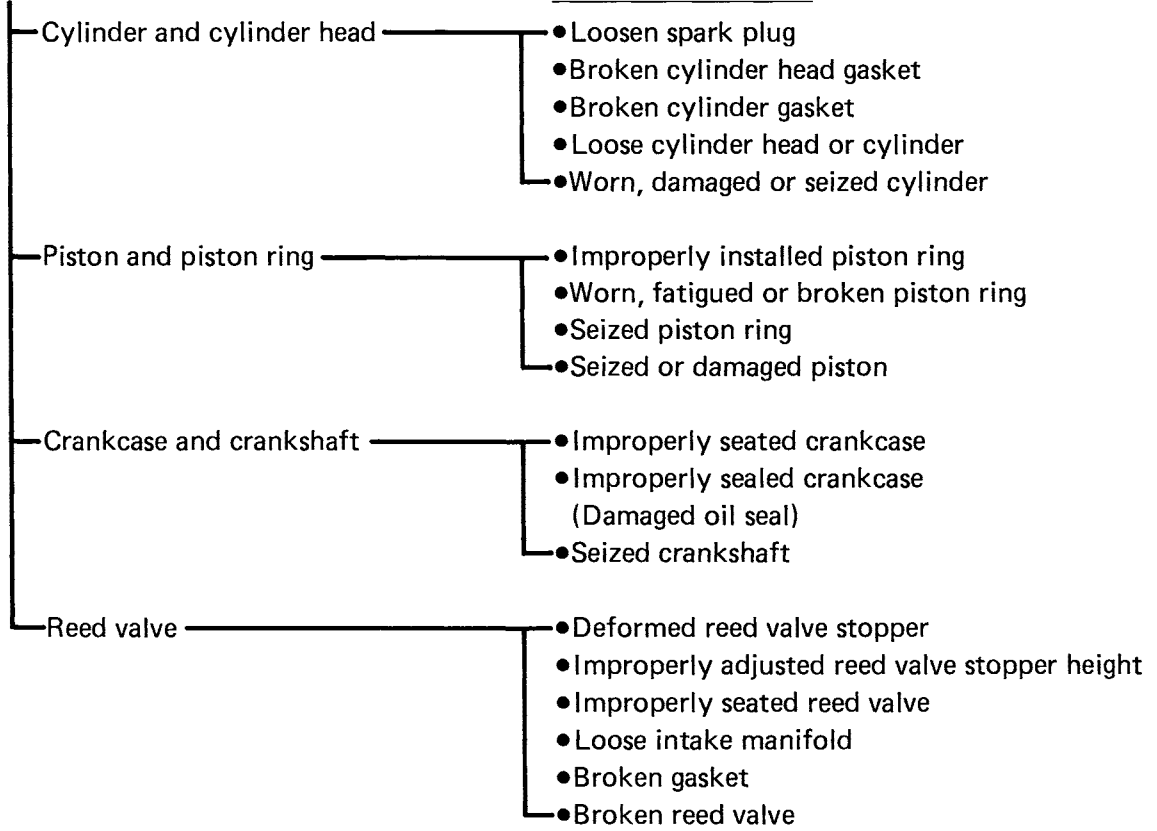 Cylinder and cylinder head
●Loosen spark plug
●Broken cylinder head gasket
●Broken cylinder gasket
●Loose cylinder head or cylinder
●Worn, damaged or seized cylinder
Piston and piston ring
●Improperly installed piston ring
●Worn, fatigued or broken piston ring
●Seized piston ring
●Seized or damaged piston
Crankcase and crankshaft
●Improperly seated crankcase
●Improperly sealed crankcase
(Damaged oil seal)
●Seized crankshaft
Reed valve
●Deformed reed valve stopper
●Improperly adjusted reed valve stopper height
●Improperly seated reed valve
●Loose intake manifold
●Broken gasket
●Broken reed valve